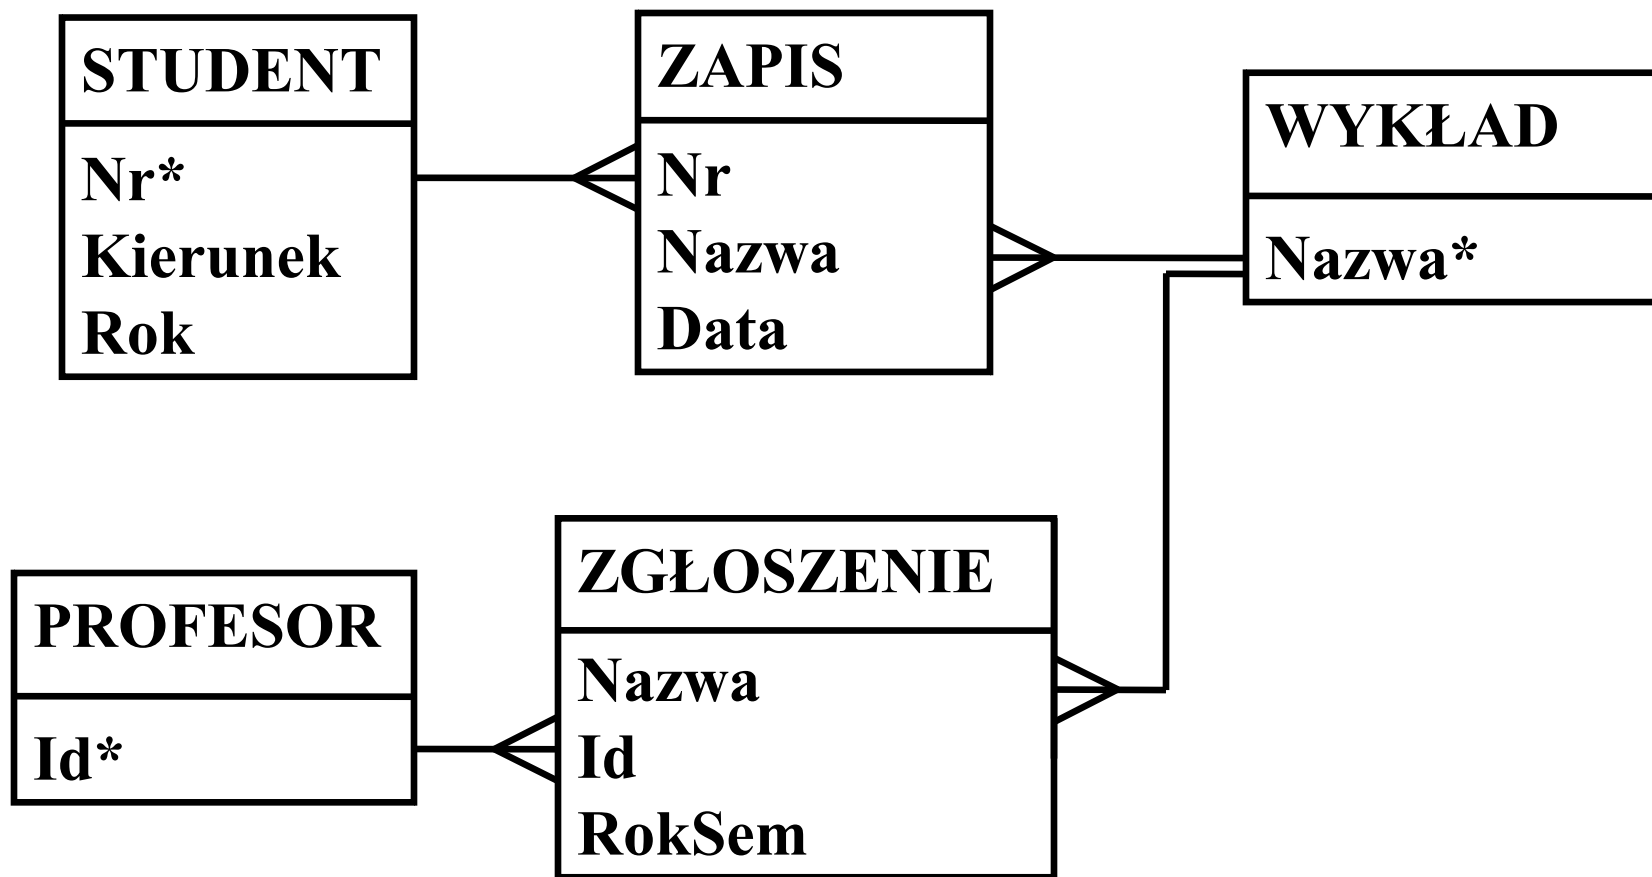 STUDENT
Nr*
Kierunek
Rok
ZAPIS
Nr
Nazwa
Data
WYKŁAD
Nazwa*
PROFESOR
Id*
ZGŁOSZENIE
Nazwa
Id
RokSem